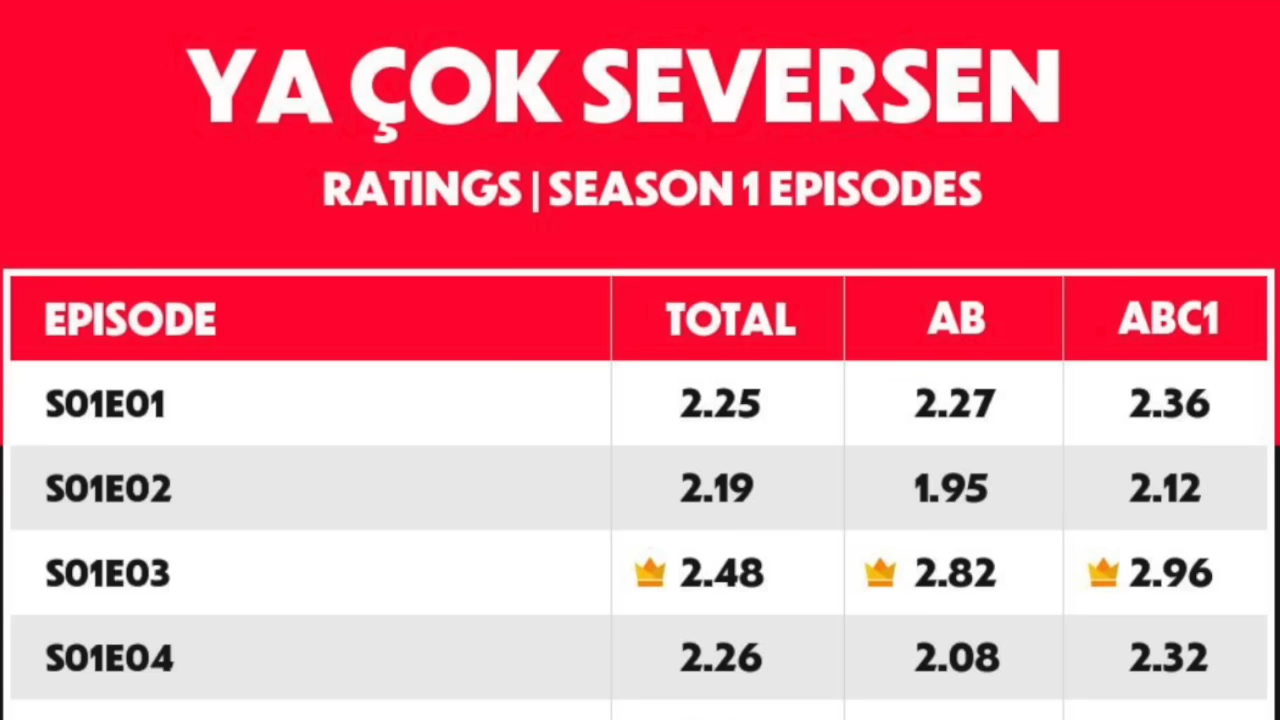 YA ÇOK SEVERSEN
RATINGS | SEASON 1 EPISODES
EPISODE TOTAL AB ABC1
S01E01 2.25 2.27 2.36
S01E02 2.19 1.95 2.12
S01E03 2.48 2.82 2.96
S01E04 2.26 2.08 2.32